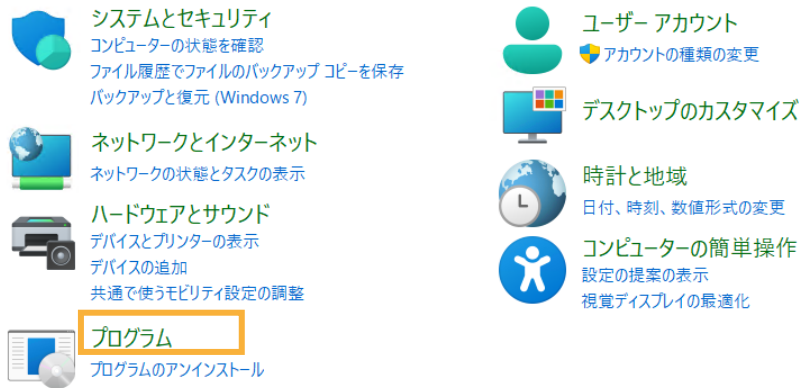 システムとセキュリティ
コンピューターの状態を確認
ファイル履歴でファイルのバックアップ コピーを保存
バックアップと復元 (Windows 7)
ネットワークとインターネット
ネットワークの状態とタスクの表示
ハードウェアとサウンド
デバイスとプリンターの表示
デバイスの追加
共通で使うモビリティ設定の調整
プログラム
プログラムのアンインストール
ユーザー アカウント
アカウントの種類の変更
デスクトップのカスタマイズ
時計と地域
日付、時刻、数値形式の変更
コンピューターの簡単操作
設定の提案の表示
視覚ディスプレイの最適化